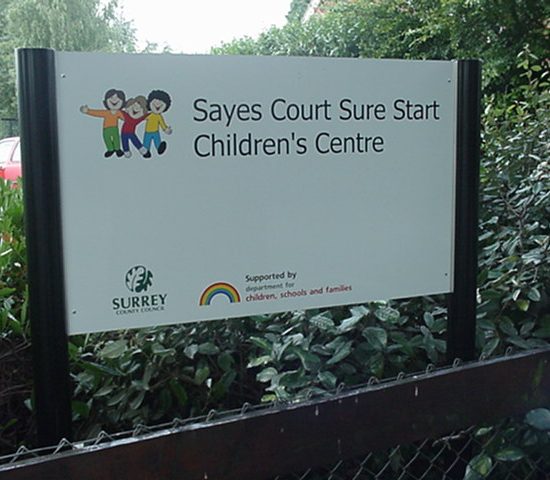 Sayes Court Sure Start
Children's Centre
SURREY
COUNTY COUNCIL
Supported by
department for
children, schools and families